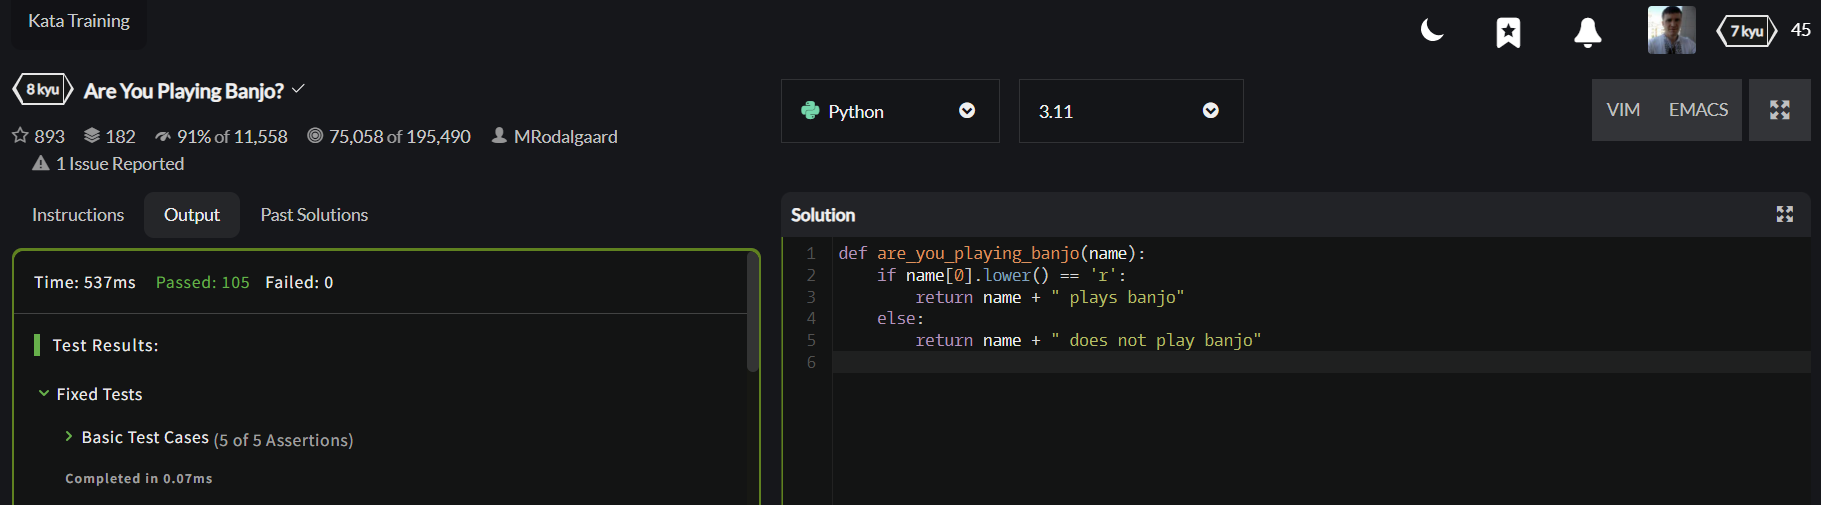 Kata Training
7 kyu 45
8 kyu Are You Playing Banjo?
893 182 91% of 11,558 75,058 of 195,490 MRodalgaard
1 Issue Reported
Python 3.11 VIM EMACS
Instructions Output Past Solutions
Time: 537ms Passed: 105 Failed: 0
Test Results:
Fixed Tests
Basic Test Cases (5 of 5 Assertions)
Completed in 0.07ms
Solution
1 def are_you_playing_banjo(name):
2     if name[0].lower() == 'r':
3         return name + " plays banjo"
4     else:
5         return name + " does not play banjo"
6